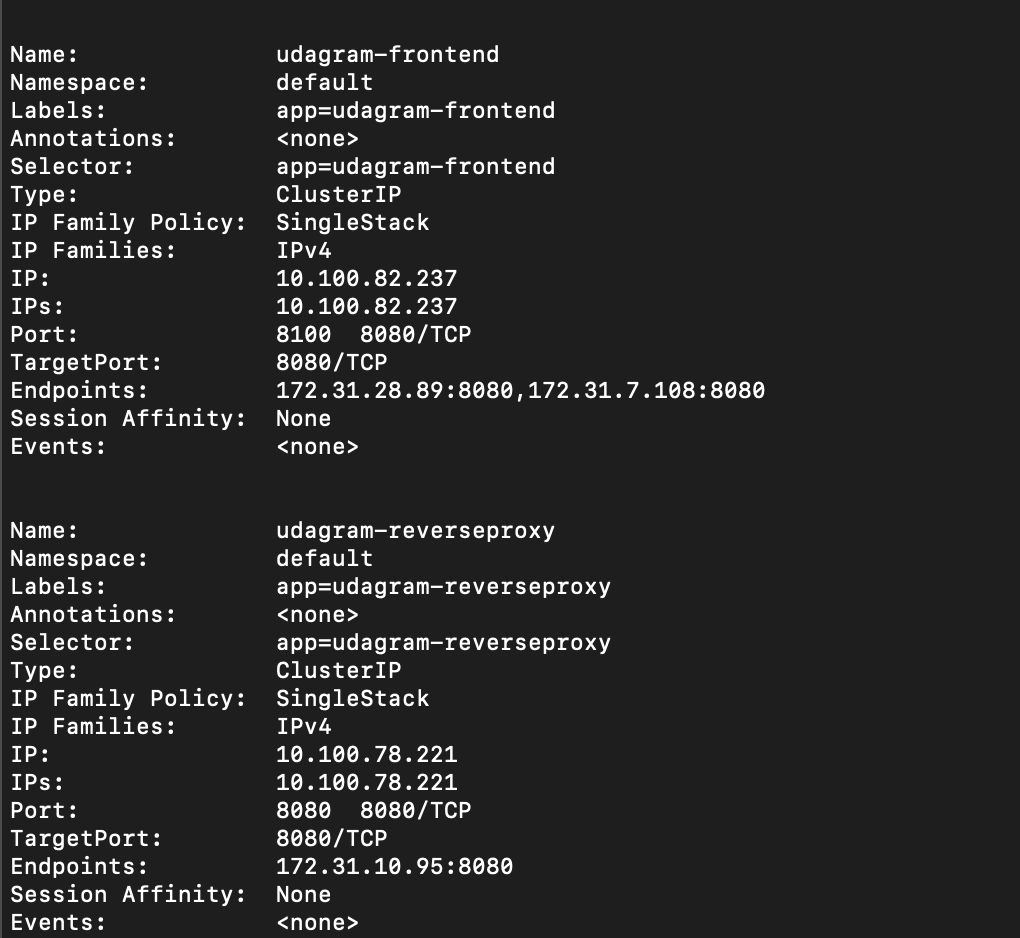 Name: udagram-frontend
Namespace: default
Labels: app=udagram-frontend
Annotations: <none>
Selector: app=udagram-frontend
Type: ClusterIP
IP Family Policy: SingleStack
IP Families: IPv4
IP: 10.100.82.237
IPs: 10.100.82.237
Port: 8100 8080/TCP
TargetPort: 8080/TCP
Endpoints: 172.31.28.89:8080,172.31.7.108:8080
Session Affinity: None
Events: <none>
Name: udagram-reverseproxy
Namespace: default
Labels: app=udagram-reverseproxy
Annotations: <none>
Selector: app=udagram-reverseproxy
Type: ClusterIP
IP Family Policy: SingleStack
IP Families: IPv4
IP: 10.100.78.221
IPs: 10.100.78.221
Port: 8080 8080/TCP
TargetPort: 8080/TCP
Endpoints: 172.31.10.95:8080
Session Affinity: None
Events: <none>